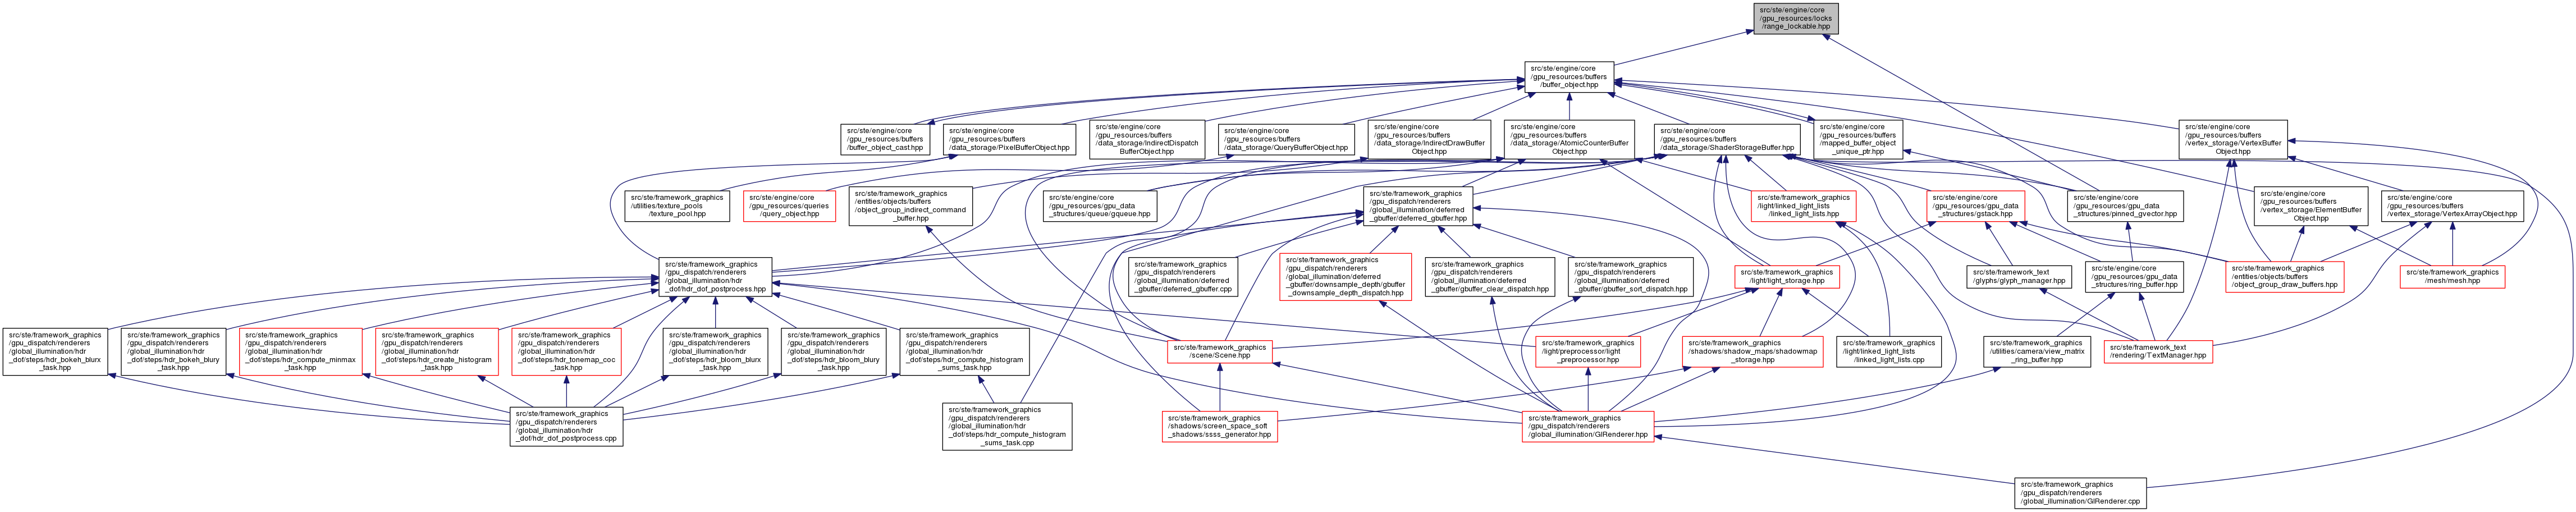 src/ste/engine/core
/gpu_resources/locks
/range_lockable.hpp
src/ste/engine/core
/gpu_resources/buffers
/buffer_object.hpp
src/ste/engine/core
/gpu_resources/buffers
/buffer_object_cast.hpp
src/ste/engine/core
/gpu_resources/buffers
/data_storage/PixelBufferObject.hpp
src/ste/engine/core
/gpu_resources/buffers
/data_storage/IndirectDispatch
BufferObject.hpp
src/ste/engine/core
/gpu_resources/buffers
/data_storage/QueryBufferObject.hpp
src/ste/engine/core
/gpu_resources/buffers
/data_storage/IndirectDrawBuffer
Object.hpp
src/ste/engine/core
/gpu_resources/buffers
/data_storage/AtomicCounterBuffer
Object.hpp
src/ste/engine/core
/gpu_resources/buffers
/data_storage/ShaderStorageBuffer.hpp
src/ste/engine/core
/gpu_resources/buffers
/mapped_buffer_object
_unique_ptr.hpp
src/ste/engine/core
/gpu_resources/buffers
/vertex_storage/VertexBuffer
Object.hpp
src/ste/framework_graphics
/utilities/texture_pools
/texture_pool.hpp
src/ste/engine/core
/gpu_resources/queries
/query_object.hpp
src/ste/framework_graphics
/entities/objects/buffers
/object_group_indirect_command
_buffer.hpp
src/ste/engine/core
/gpu_resources/gpu_data
_structures/queue/gqueue.hpp
src/ste/framework_graphics
/gpu_dispatch/renderers
/global_illumination/deferred
_gbuffer/deferred_gbuffer.hpp
src/ste/framework_graphics
/light/linked_light_lists
/linked_light_lists.hpp
src/ste/engine/core
/gpu_resources/gpu_data
_structures/gstack.hpp
src/ste/engine/core
/gpu_resources/gpu_data
_structures/pinned_gvector.hpp
src/ste/engine/core
/gpu_resources/buffers
/vertex_storage/ElementBuffer
Object.hpp
src/ste/engine/core
/gpu_resources/buffers
/vertex_storage/VertexArrayObject.hpp
src/ste/framework_graphics
/gpu_dispatch/renderers
/global_illumination/hdr
_dof/hdr_dof_postprocess.hpp
src/ste/framework_graphics
/gpu_dispatch/renderers
/global_illumination/deferred
_gbuffer/deferred_gbuffer.cpp
src/ste/framework_graphics
/gpu_dispatch/renderers
/global_illumination/deferred
_gbuffer/downsample_depth/gbuffer
_downsample_depth_dispatch.hpp
src/ste/framework_graphics
/gpu_dispatch/renderers
/global_illumination/deferred
_gbuffer/gbuffer_clear_dispatch.hpp
src/ste/framework_graphics
/gpu_dispatch/renderers
/global_illumination/deferred
_gbuffer/gbuffer_sort_dispatch.hpp
src/ste/framework_graphics
/light/light_storage.hpp
src/ste/framework_text
/glyphs/glyph_manager.hpp
src/ste/engine/core
/gpu_resources/gpu_data
_structures/ring_buffer.hpp
src/ste/framework_graphics
/entities/objects/buffers
/object_group_draw_buffers.hpp
src/ste/framework_graphics
/mesh/mesh.hpp
src/ste/framework_graphics
/gpu_dispatch/renderers
/global_illumination/hdr
_dof/steps/hdr_bokeh_blurx
_task.hpp
src/ste/framework_graphics
/gpu_dispatch/renderers
/global_illumination/hdr
_dof/steps/hdr_bokeh_blury
_task.hpp
src/ste/framework_graphics
/gpu_dispatch/renderers
/global_illumination/hdr
_dof/steps/hdr_compute_minmax
_task.hpp
src/ste/framework_graphics
/gpu_dispatch/renderers
/global_illumination/hdr
_dof/steps/hdr_create_histogram
_task.hpp
src/ste/framework_graphics
/gpu_dispatch/renderers
/global_illumination/hdr
_dof/steps/hdr_tonemap_coc
_task.hpp
src/ste/framework_graphics
/gpu_dispatch/renderers
/global_illumination/hdr
_dof/steps/hdr_bloom_blurx
_task.hpp
src/ste/framework_graphics
/gpu_dispatch/renderers
/global_illumination/hdr
_dof/steps/hdr_bloom_blury
_task.hpp
src/ste/framework_graphics
/gpu_dispatch/renderers
/global_illumination/hdr
_dof/steps/hdr_compute_histogram
_sums_task.hpp
src/ste/framework_graphics
/scene/Scene.hpp
src/ste/framework_graphics
/light/preprocessor/light
_preprocessor.hpp
src/ste/framework_graphics
/shadows/shadow_maps/shadowmap
_storage.hpp
src/ste/framework_graphics
/light/linked_light_lists
/linked_light_lists.cpp
src/ste/framework_graphics
/utilities/camera/view_matrix
_ring_buffer.hpp
src/ste/framework_text
/rendering/TextManager.hpp
src/ste/framework_graphics
/gpu_dispatch/renderers
/global_illumination/hdr
_dof/hdr_dof_postprocess.cpp
src/ste/framework_graphics
/gpu_dispatch/renderers
/global_illumination/hdr
_dof/steps/hdr_compute_histogram
_sums_task.cpp
src/ste/framework_graphics
/shadows/screen_space_soft
_shadows/ssss_generator.hpp
src/ste/framework_graphics
/gpu_dispatch/renderers
/global_illumination/GIRenderer.hpp
src/ste/framework_graphics
/gpu_dispatch/renderers
/global_illumination/GIRenderer.cpp